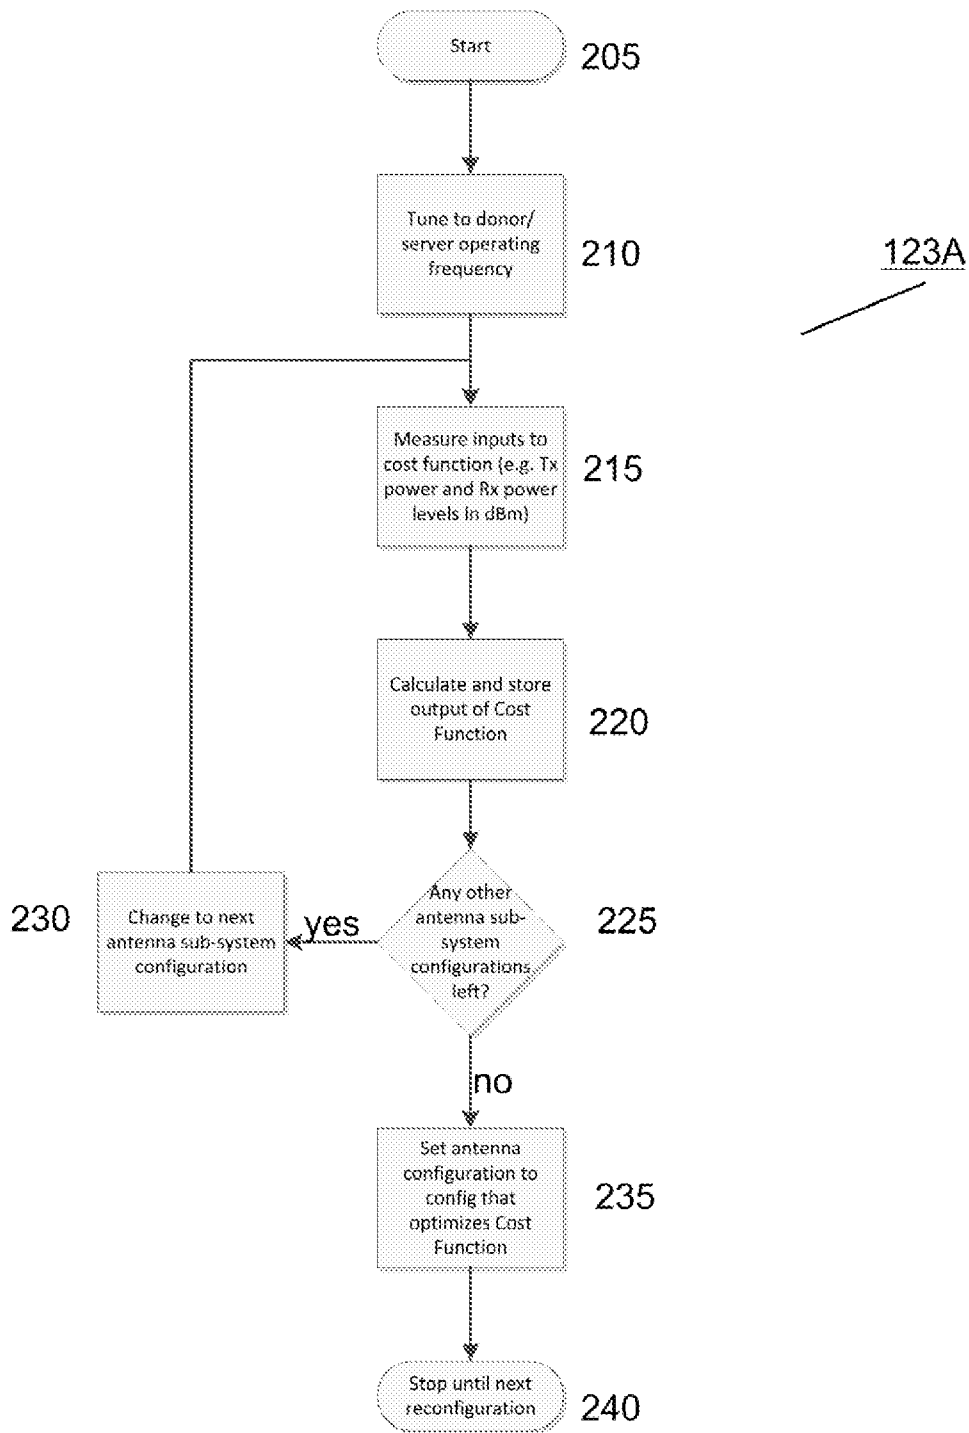 Start
205
Tune to donor/
server operating
frequency
210
123A
Measure inputs to
cost function (e.g. Tx
power and Rx power
levels in dBm)
215
Calculate and store
output of Cost
Function
220
Any other
antenna sub-
system
configurations
left?
225
yes
230
Change to next
antenna sub-system
configuration
no
Set antenna
configuration to
config that
optimizes Cost
Function
235
Stop until next
reconfiguration
240